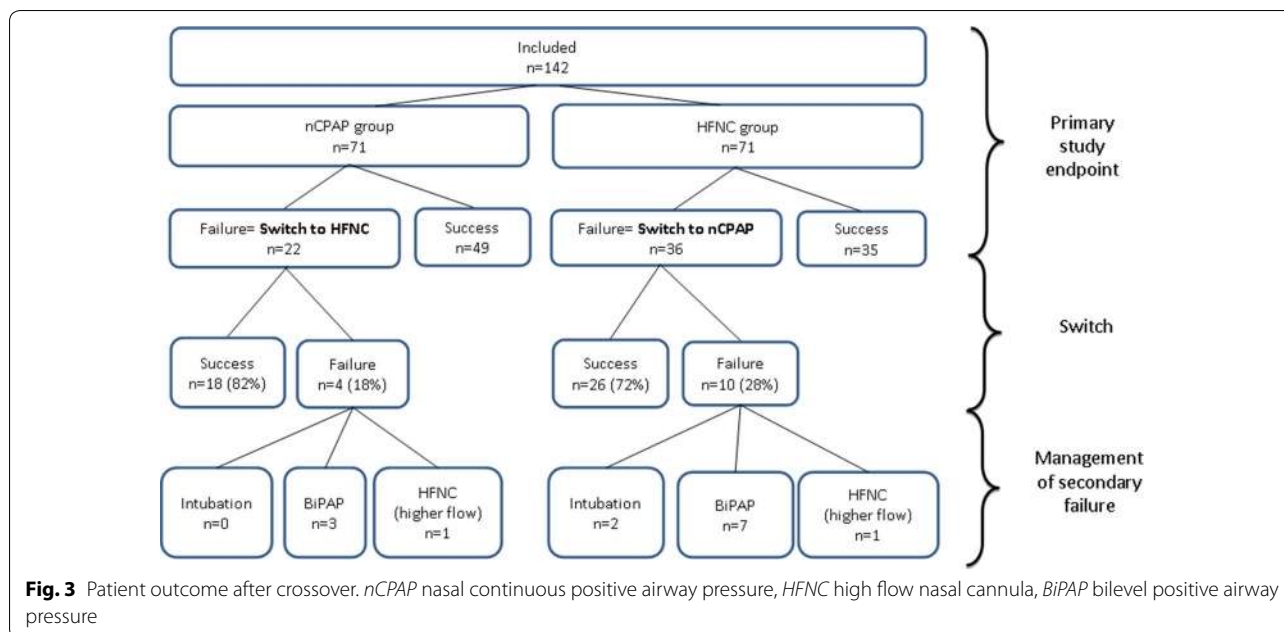 Included
n=142
nCPAP group
n=71
HFNC group
n=71
Primary
study
endpoint
Failure= Switch to HFNC
n=22
Success
n=49
Failure= Switch to nCPAP
n=36
Success
n=35
Switch
Success
n=18 (82%)
Failure
n=4 (18%)
Success
n=26 (72%)
Failure
n=10 (28%)
Management
of secondary
failure
Intubation
n=0
BiPAP
n=3
HFNC
(higher flow)
n=1
Intubation
n=2
BiPAP
n=7
HFNC
(higher flow)
n=1
Fig. 3 Patient outcome after crossover. nCPAP nasal continuous positive airway pressure, HFNC high flow nasal cannula, BiPAP bilevel positive airway
pressure